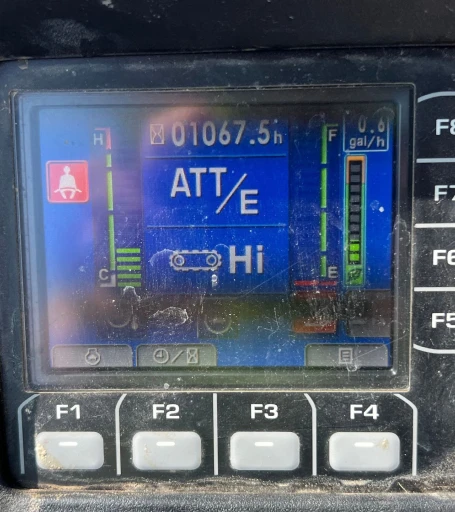 H 01067.5h F 0.6
gal/h
F8
ATT/E
F7
Hi
F6
C E
F5
F1 F2 F3 F4